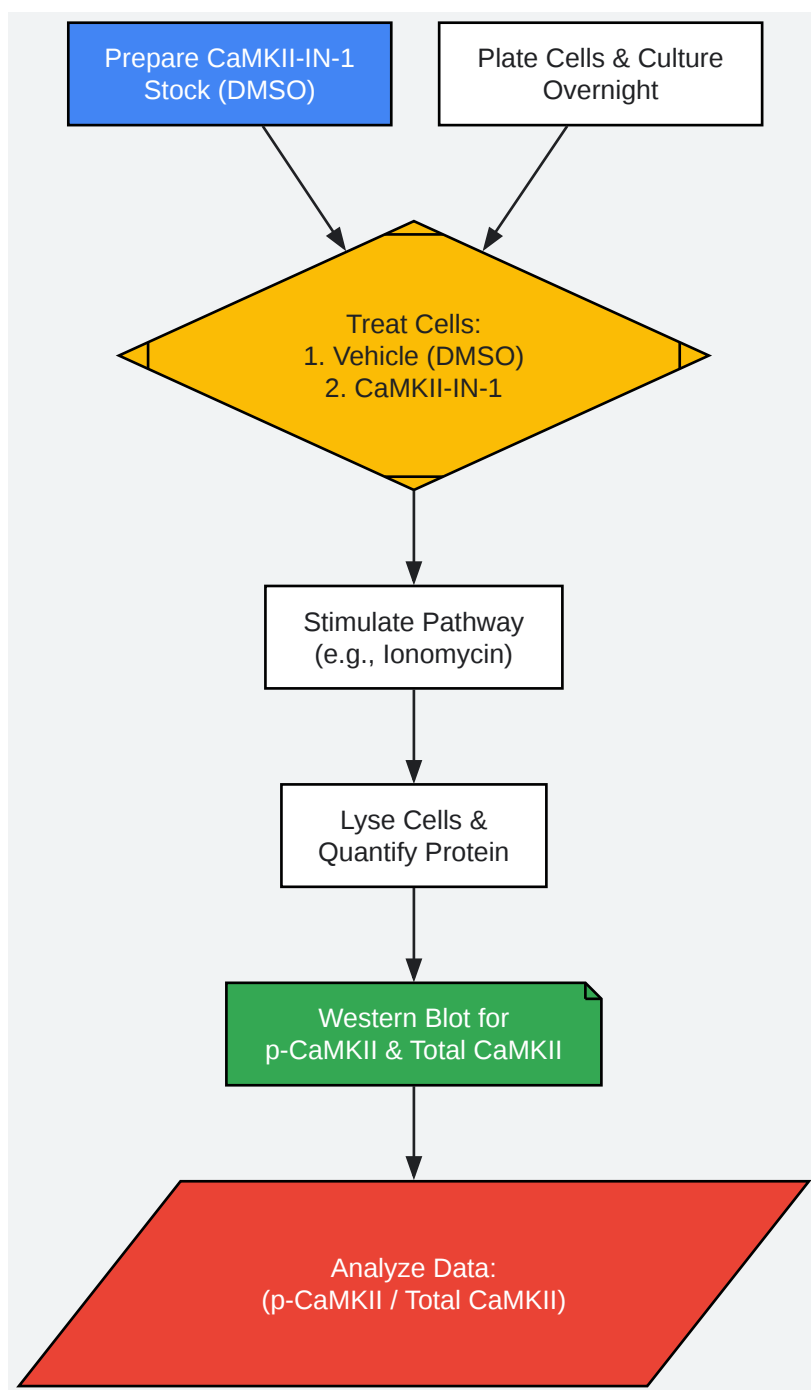 Prepare CaMKII-IN-1
Stock (DMSO)
Plate Cells & Culture
Overnight
Treat Cells:
1. Vehicle (DMSO)
2. CaMKII-IN-1
Stimulate Pathway
(e.g., Ionomycin)
Lyse Cells &
Quantify Protein
Western Blot for
p-CaMKII & Total CaMKII
Analyze Data:
(p-CaMKII / Total CaMKII)